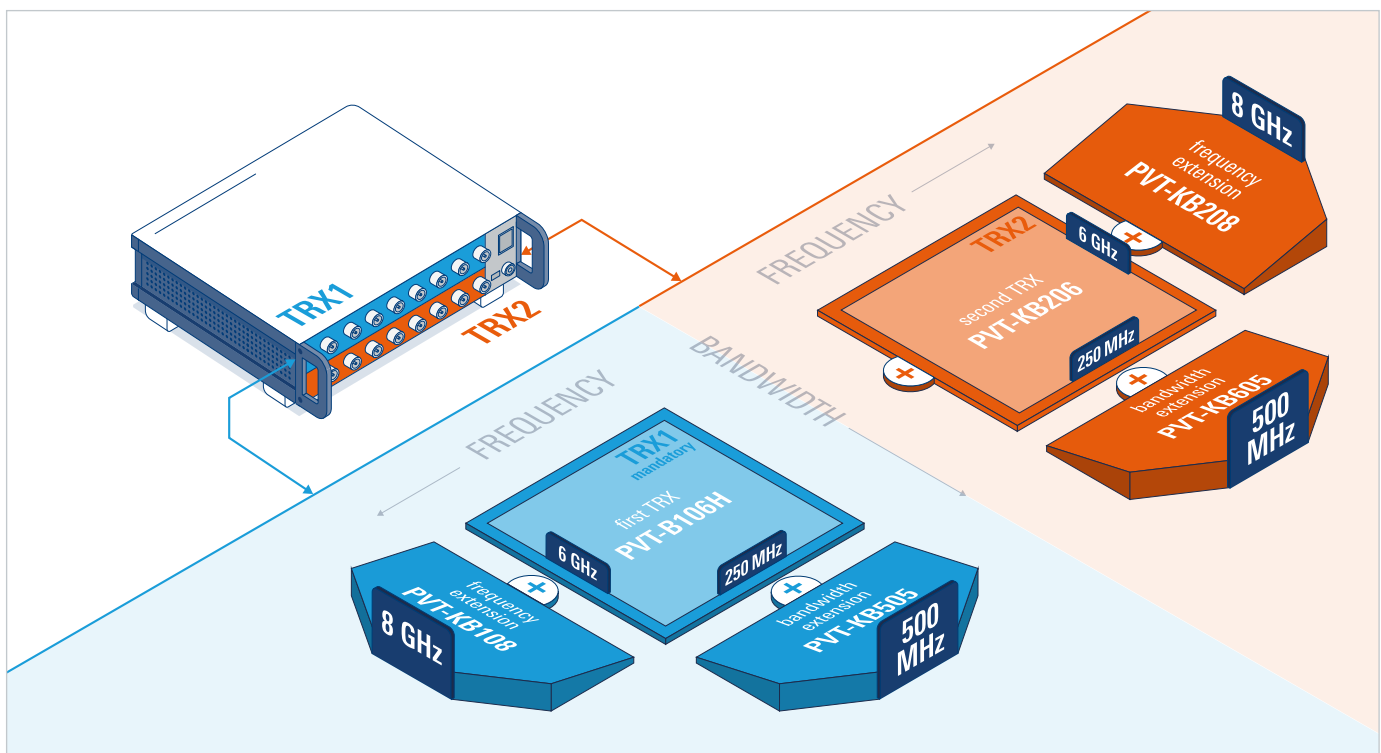 TRX1
TRX2
FREQUENCY
8 GHz
frequency
extension
PVT-KB208
TRX2
6 GHz
second TRX
PVT-KB206
250 MHz
bandwidth
extension
PVT-KB605
500
MHz
BANDWIDTH
FREQUENCY
TRX1
mandatory
first TRX
PVT-B106H
6 GHz
250 MHz
frequency
extension
PVT-KB108
8 GHz
bandwidth
extension
PVT-KB505
500
MHz